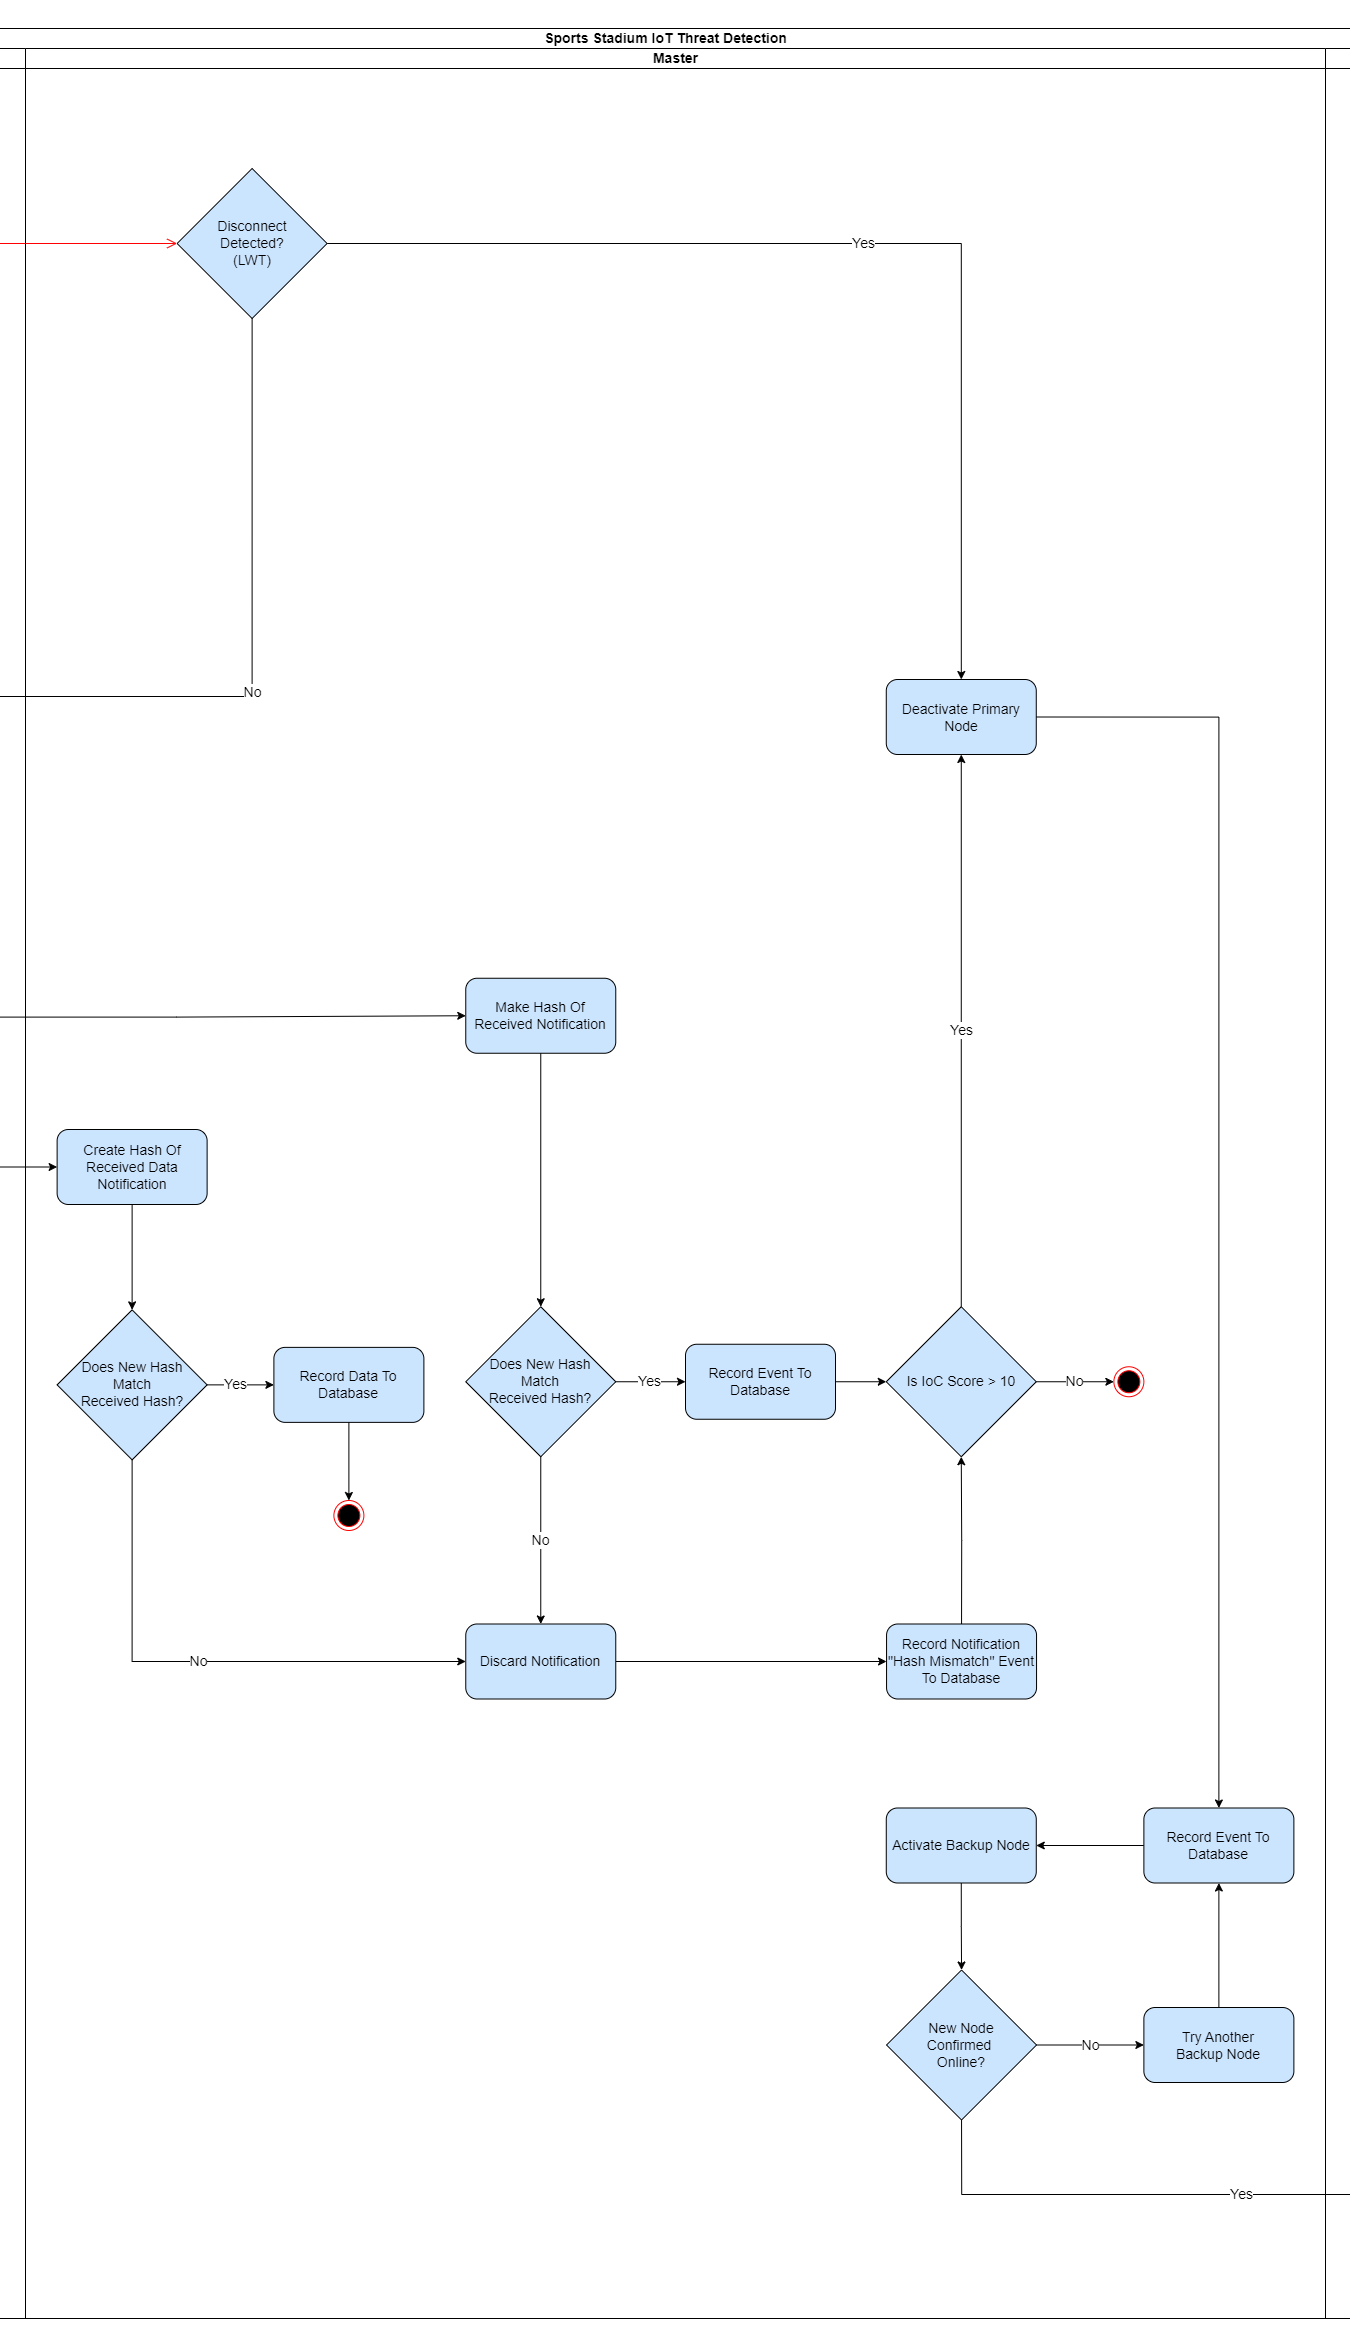 Sports Stadium IoT Threat Detection
Master
Disconnect
Detected?
(LWT)
Yes
No
Deactivate Primary
Node
Make Hash Of
Received Notification
Yes
Create Hash Of
Received Data
Notification
Does New Hash
Match
Received Hash?
Yes
Record Data To
Database
Does New Hash
Match
Received Hash?
Yes
Record Event To
Database
Is IoC Score > 10
No
No
No
Discard Notification
Record Notification
"Hash Mismatch" Event
To Database
Activate Backup Node
Record Event To
Database
New Node
Confirmed
Online?
No
Try Another
Backup Node
Yes